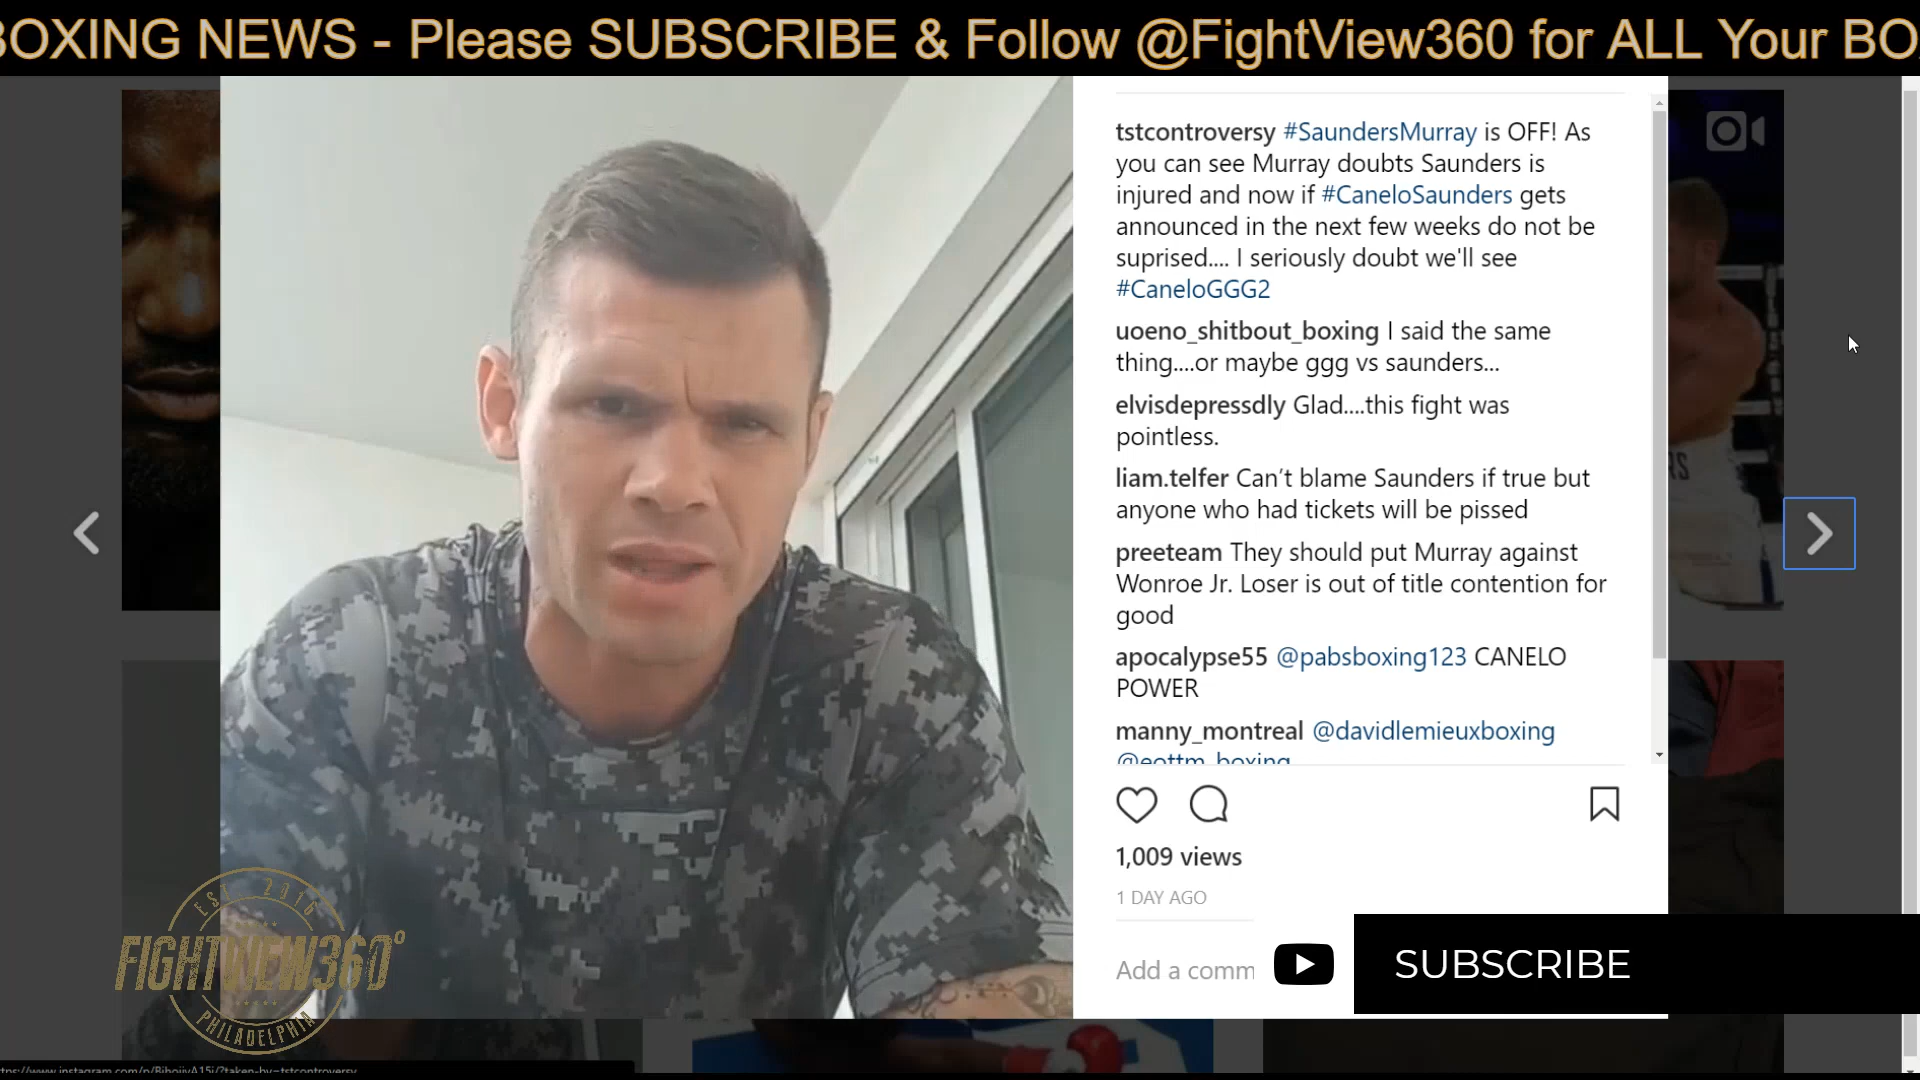 BOXING NEWS - Please SUBSCRIBE & Follow @FightView360 for ALL Your BO
tstcontroversy #SaundersMurray is OFF! As
you can see Murray doubts Saunders is
injured and now if #CaneloSaunders gets
announced in the next few weeks do not be
suprised.... I seriously doubt we'll see
#CaneloGGG2
uoeno_shitbout_boxing I said the same
thing....or maybe ggg vs saunders...
elvisdepressdly Glad....this fight was
pointless.
liam.telfer Can't blame Saunders if true but
anyone who had tickets will be pissed
preeteam They should put Murray against
Wonroe Jr. Loser is out of title contention for
good
apocalypse55 @pabsboxing123 CANELO
POWER
manny_montreal @davidlemieuxboxing
@eottm_boxing
1,009 views
1 DAY AGO
Add a comm
SUBSCRIBE
EST. 2016
FIGHTVIEW360°
PHILADELPHIA